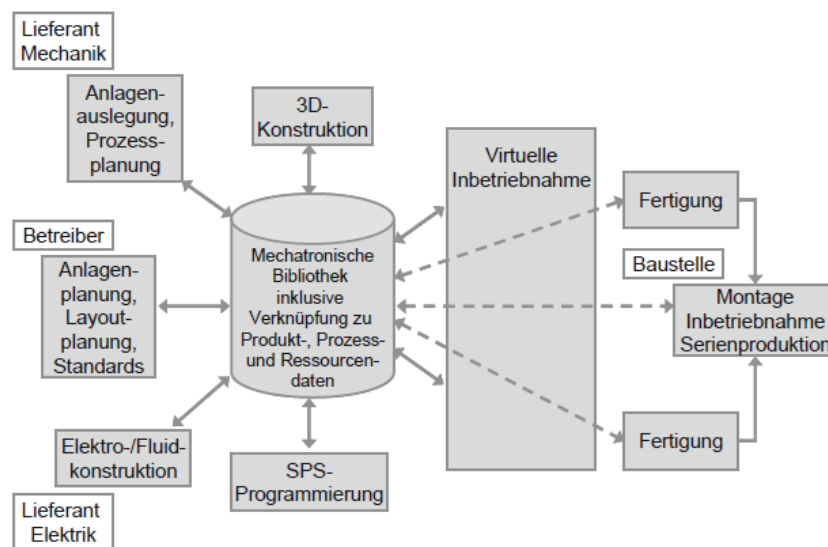 Lieferant
Mechanik
Anlagen-
auslegung,
Prozess-
planung
3D-
Konstruktion
Virtuelle
Inbetriebnahme
Fertigung
Betreiber
Anlagen-
planung,
Layout-
planung,
Standards
Mechatronische
Bibliothek
inklusive
Verknüpfung zu
Produkt-, Prozess-
und Ressourcen-
daten
Baustelle
Montage
Inbetriebnahme
Serienproduktion
Elektro-/Fluid-
konstruktion
SPS-
Programmierung
Fertigung
Lieferant
Elektrik